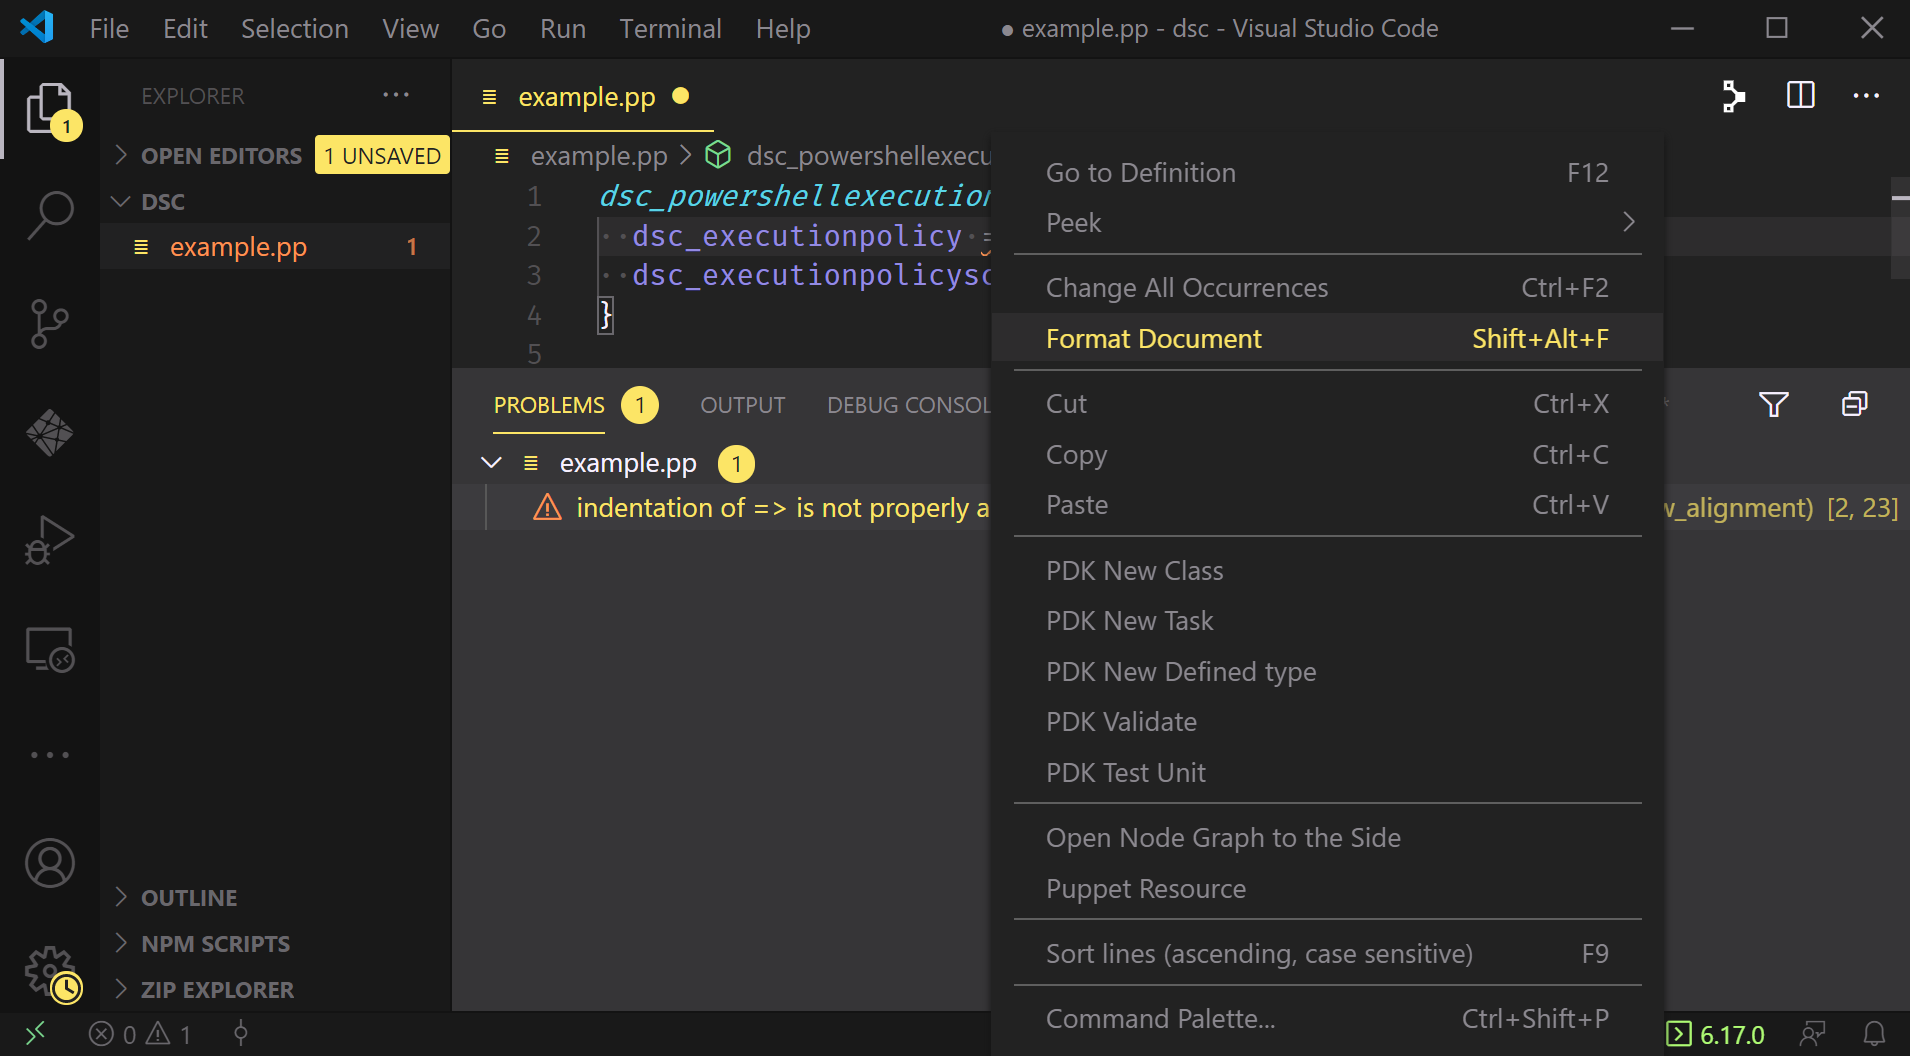 File Edit Selection View Go Run Terminal Help ● example.pp - dsc - Visual Studio Code
1
EXPLORER ···
OPEN EDITORS 1 UNSAVED
DSC
example.pp 1
OUTLINE
NPM SCRIPTS
ZIP EXPLORER
example.pp ●
example.pp > dsc_powershellexecu
1 dsc_powershellexecution
2 ··dsc_executionpolicy·=
3 ··dsc_executionpolicysc
4 }
5
PROBLEMS 1 OUTPUT DEBUG CONSOL
example.pp 1
indentation of => is not properly a
w_alignment) [2, 23]
Go to Definition F12
Peek
Change All Occurrences Ctrl+F2
Format Document Shift+Alt+F
Cut Ctrl+X
Copy Ctrl+C
Paste Ctrl+V
PDK New Class
PDK New Task
PDK New Defined type
PDK Validate
PDK Test Unit
Open Node Graph to the Side
Puppet Resource
Sort lines (ascending, case sensitive) F9
Command Palette... Ctrl+Shift+P
0 1
6.17.0